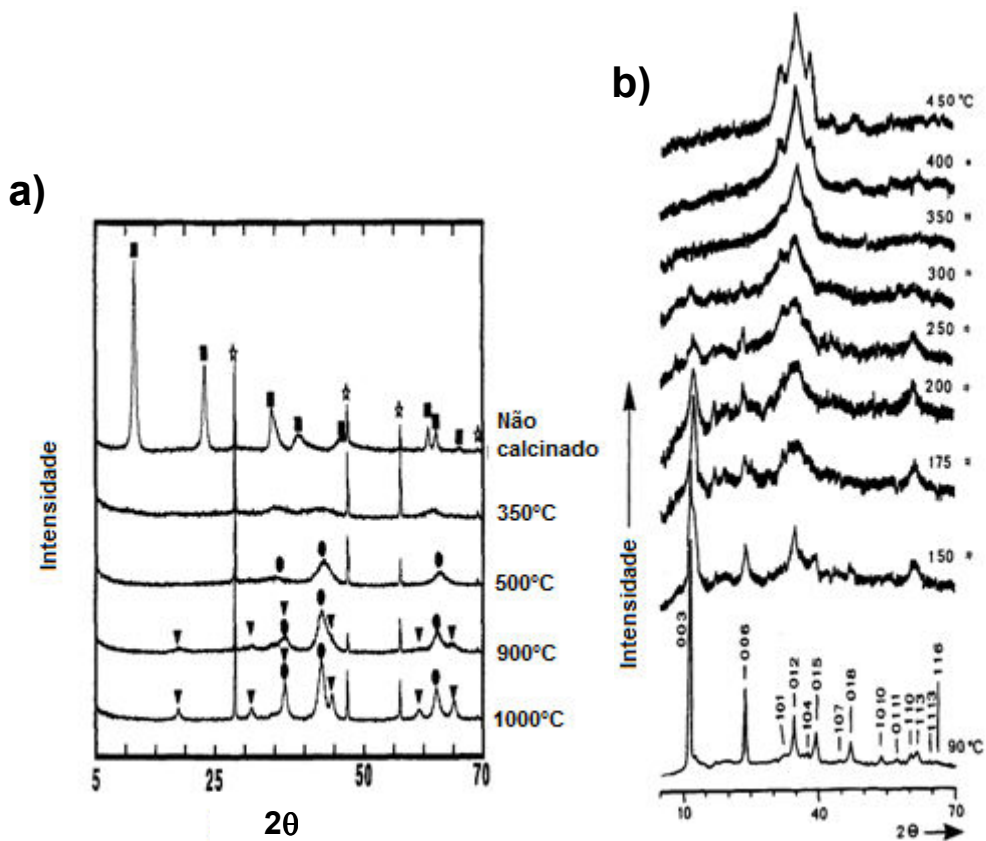 a)
Intensidade
Não
calcinado
350°C
500°C
900°C
1000°C
5
25
70
2θ
b)
Intensidade
450°C
400 "
350 "
300 "
250 "
200 "
175 "
150 "
90°C
003
006
101
012
104
015
107
018
1010
0111
110
113
1113
116
10
40
70
2θ